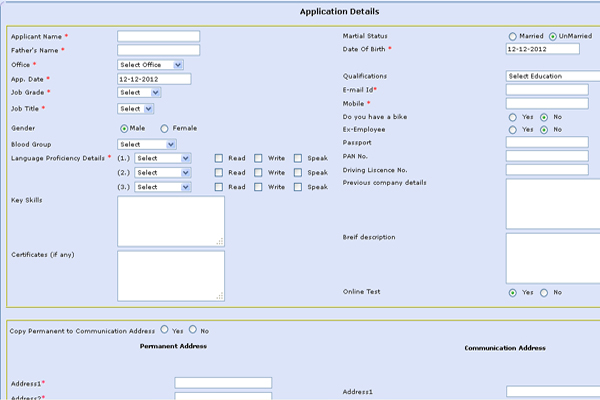 Application Details
Applicant Name *
Father's Name *
Office * Select Office
App. Date * 12-12-2012
Job Grade * Select
Job Title * Select
Gender Male Female
Blood Group Select
Language Proficiency Details * (1.) Select Read Write Speak
(2.) Select Read Write Speak
(3.) Select Read Write Speak
Key Skills
Certificates (if any)
Martial Status Married UnMarried
Date Of Birth * 12-12-2012
Qualifications Select Education
E-mail Id*
Mobile *
Do you have a bike Yes No
Ex-Employee Yes No
Passport
PAN No.
Driving Liscence No.
Previous company details
Breif description
Online Test Yes No
Copy Permanent to Communication Address Yes No
Permanent Address
Communication Address
Address1*
Address1
Address2*